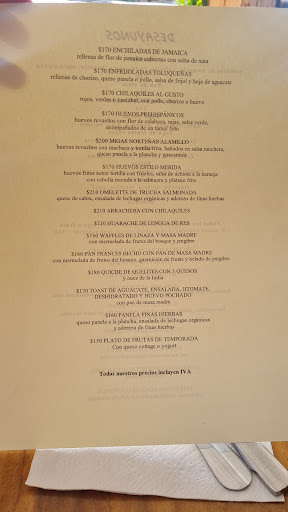 DESAYUNOS
$170 ENCHILADAS DE JAMAICA
rellenas de flor de jamaica cubiertas con salsa de nata
$170 ENFRIJOLADAS TOLUQUEÑAS
rellenas de chorizo, queso panela o pollo, salsa de frijol y hoja de aguacate
$170 CHILAQUILES AL GUSTO
rojos, verdes o cascabel con pollo, chorizo o huevo
$170 HUEVOS PREHISPÁNICOS
huevos revueltos con flor de calabaza, rajas, salsa verde,
acompañados de un tamal frito
$200 MIGAS NORTEÑAS ALAMILLO
huevos revueltos con machaca y tortilla frita, bañados en salsa ranchera,
queso panela a la plancha y guacamole
$170 HUEVOS ESTILO MERIDA
huevos fritos sobre tortilla con frijoles, salsa de achiote a la naranja
con cebolla morada a la salmuera y plátano frito
$210 OMELETTE DE TRUCHA SALMONADA
queso de cabra, ensalada de lechugas orgánicas y aderezo de finas hierbas
$210 ARRACHERA CON CHILAQUILES
$210 HUARACHE DE LENGUA DE RES
$160 WAFFLES DE LINAZA Y MASA MADRE
con mermelada de frutos del bosque y jengibre
$160 PAN FRANCES HECHO CON PAN DE MASA MADRE
con mermelada de frutos del bosque, guarnición de frutas y helado de jengibre
$180 QUICHE DE QUELITES CON 3 QUESOS
y nuez de la India
$170 TOAST DE AGUACATE, ENSALADA, JITOMATE
DESHIDRATADO Y HUEVO POCHADO
con pan de masa madre
$160 PANELA FINAS HIERBAS
queso panela a la plancha, ensalada de lechugas orgánicas
y aderezo de finas hierbas
$150 PLATO DE FRUTAS DE TEMPORADA
Con queso cottage o yogurt
Todos nuestros precios incluyen IVA